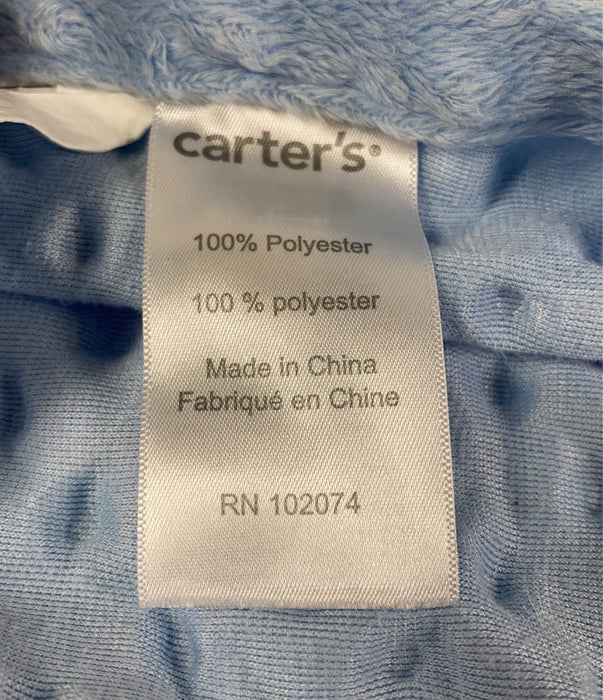 carter's®
100% Polyester
100 % polyester
Made in China
Fabriqué en Chine
RN 102074